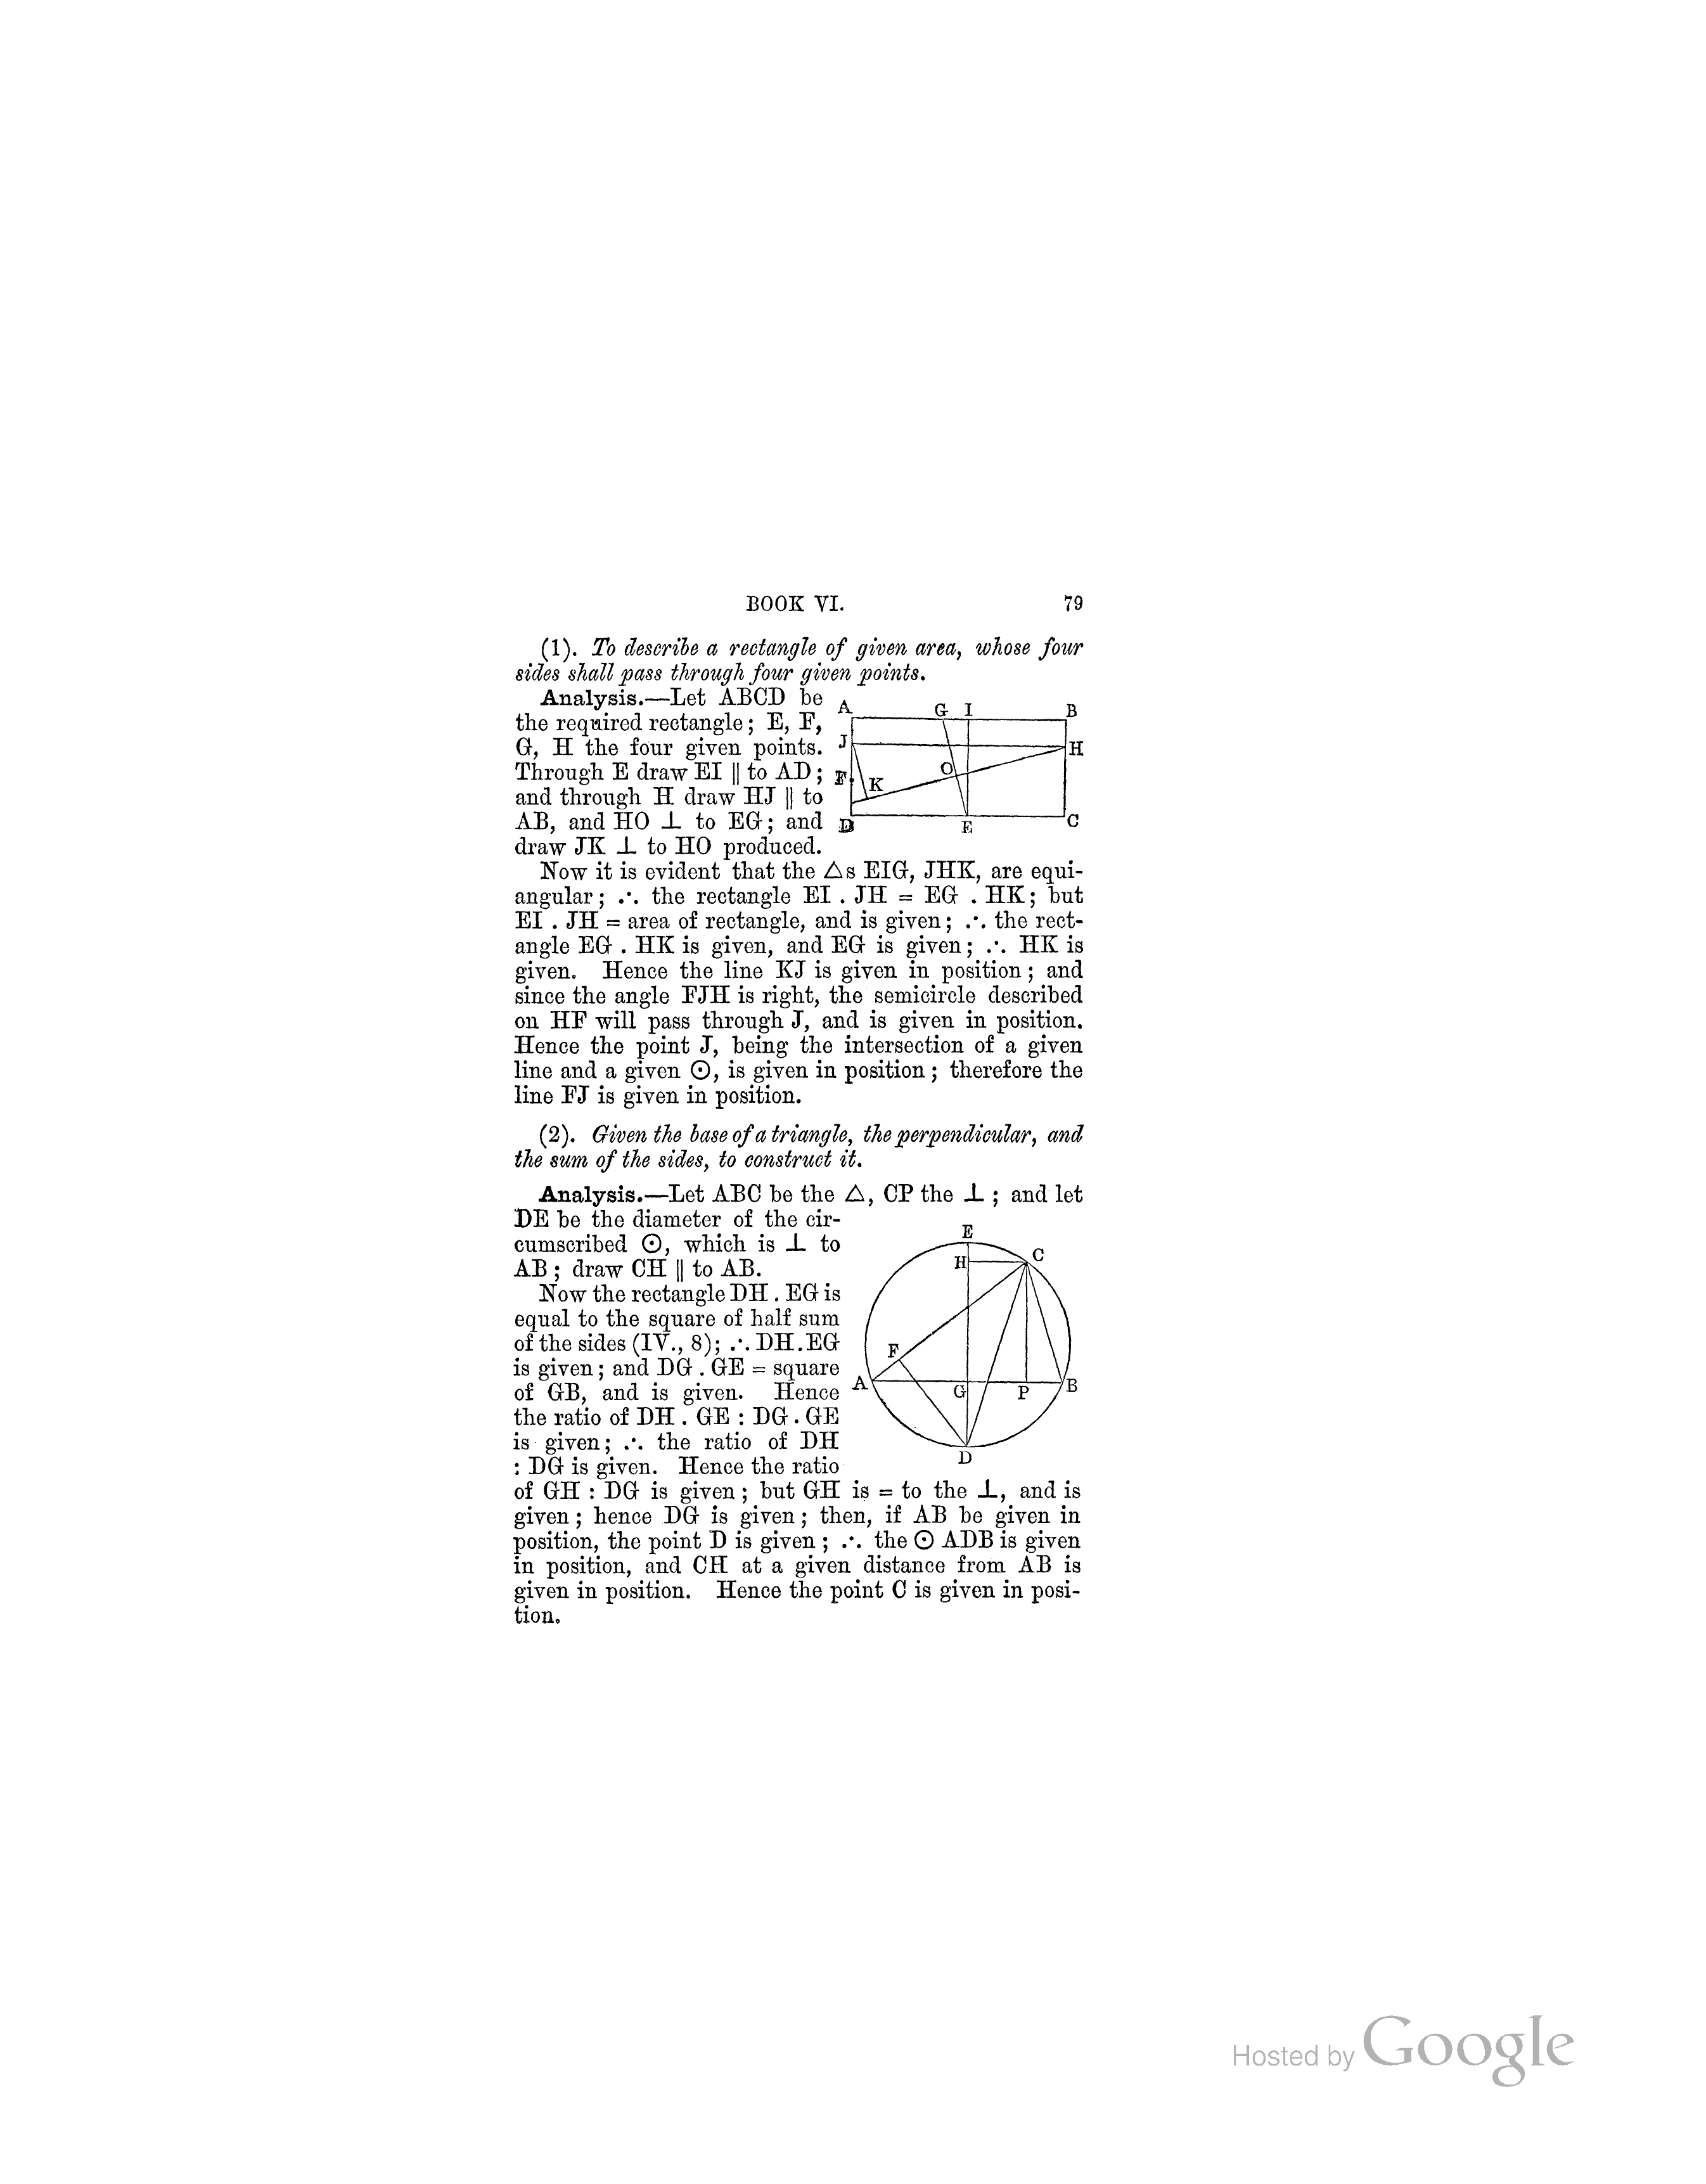 BOOK VI. 79
(1). To describe a rectangle of given area, whose four
sides shall pass through four given points.
Analysis.—Let ABCD be
the required rectangle; E, F,
G, H the four given points.
Through E draw EI || to AD;
and through H draw HJ || to
AB, and HO ⊥ to EG; and
draw JK ⊥ to HO produced.
A G I B
J H
F K O
D E C
Now it is evident that the △s EIG, JHK, are equi-
angular; ∴ the rectangle EI . JH = EG . HK; but
EI . JH = area of rectangle, and is given; ∴ the rect-
angle EG . HK is given, and EG is given; ∴ HK is
given. Hence the line KJ is given in position; and
since the angle FJH is right, the semicircle described
on HF will pass through J, and is given in position.
Hence the point J, being the intersection of a given
line and a given ⊙, is given in position; therefore the
line FJ is given in position.
(2). Given the base of a triangle, the perpendicular, and
the sum of the sides, to construct it.
Analysis.—Let ABC be the △, CP the ⊥; and let
DE be the diameter of the cir-
cumscribed ⊙, which is ⊥ to
AB; draw CH || to AB.
Now the rectangle DH . EG is
equal to the square of half sum
of the sides (IV., 8); ∴ DH.EG
is given; and DG . GE = square
of GB, and is given. Hence
the ratio of DH . GE : DG . GE
is given; ∴ the ratio of DH
: DG is given. Hence the ratio
E
H C
F
A G P B
D
of GH : DG is given; but GH is = to the ⊥, and is
given; hence DG is given; then, if AB be given in
position, the point D is given; ∴ the ⊙ ADB is given
in position, and CH at a given distance from AB is
given in position. Hence the point C is given in posi-
tion.
Hosted by Google